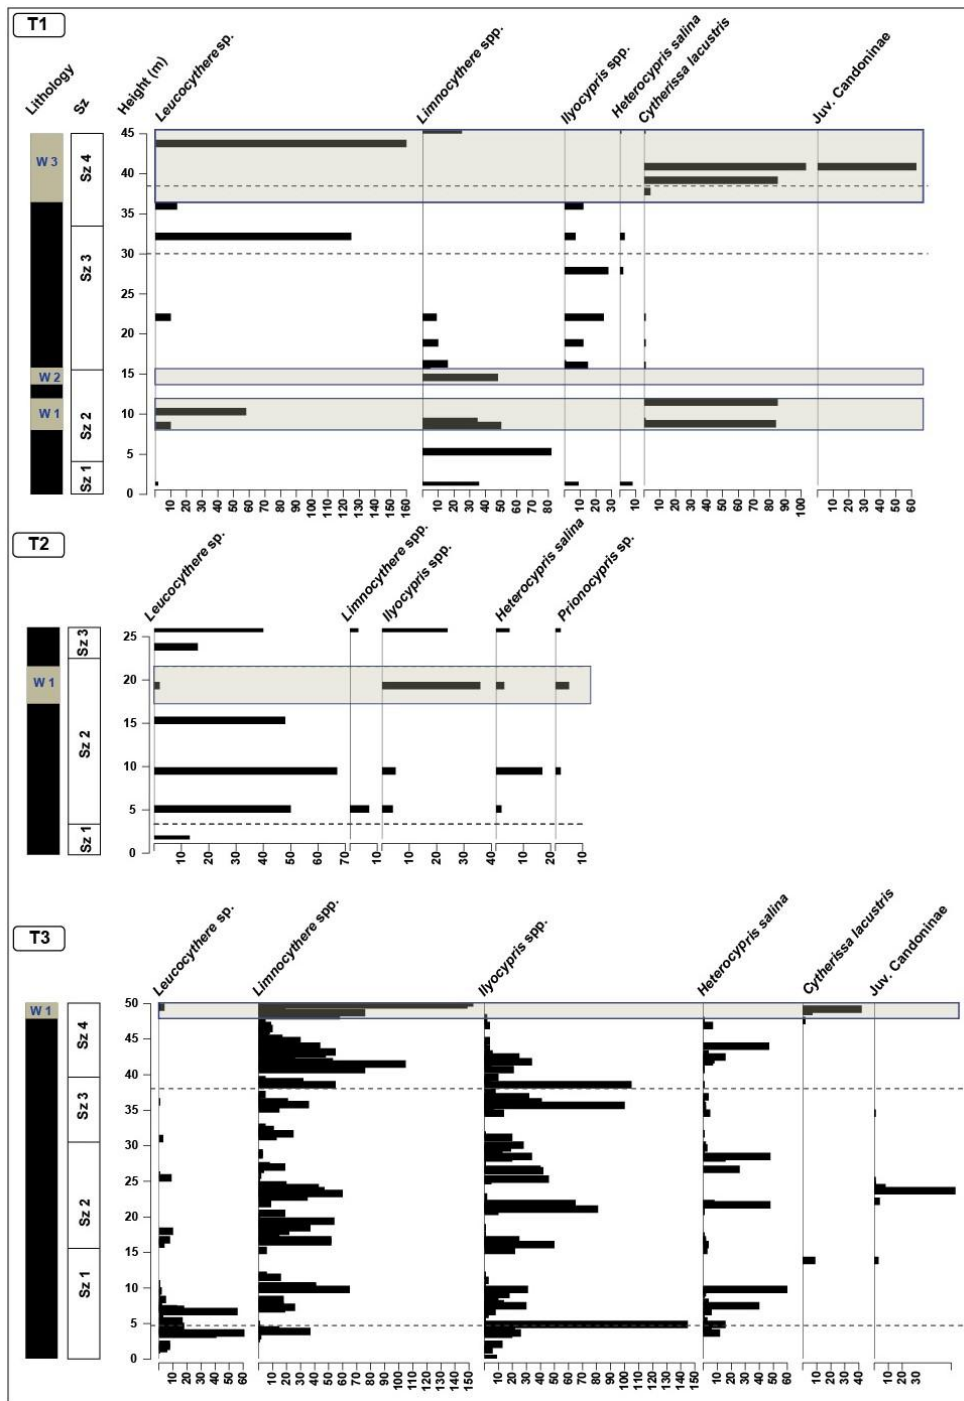 T1
Lithology
Sz
Height (m)
Leucocythere sp.
Limnocythere spp.
Ilyocypris spp.
Heterocypris salina
Cytherissa lacustris
Juv. Candoninae
W 3
W 2
W 1
Sz 4
Sz 3
Sz 2
Sz 1
45
40
35
30
25
20
15
10
5
0
10 20 30 40 50 60 70 80 90 100 110 120 130 140 150 160
10 20 30 40 50 60 70 80
10 20 30
10
10 20 30 40 50 60 70 80 90 100
10 20 30 40 50 60
T2
Leucocythere sp.
Limnocythere spp.
Ilyocypris spp.
Heterocypris salina
Prionocypris sp.
W 1
Sz 3
Sz 2
Sz 1
25
20
15
10
5
0
10 20 30 40 50 60 70
10
10 20 30 40
10 20
10
T3
Leucocythere sp.
Limnocythere spp.
Ilyocypris spp.
Heterocypris salina
Cytherissa lacustris
Juv. Candoninae
W 1
Sz 4
Sz 3
Sz 2
Sz 1
50
45
40
35
30
25
20
15
10
5
0
10 20 30 40 50 60
10 20 30 40 50 60 70 80 90 100 110 120 130 140 150
10 20 30 40 50 60 70 80 90 100 110 120 130 140 150
10 20 30 40 50 60
10 20 30 40
10 20 30